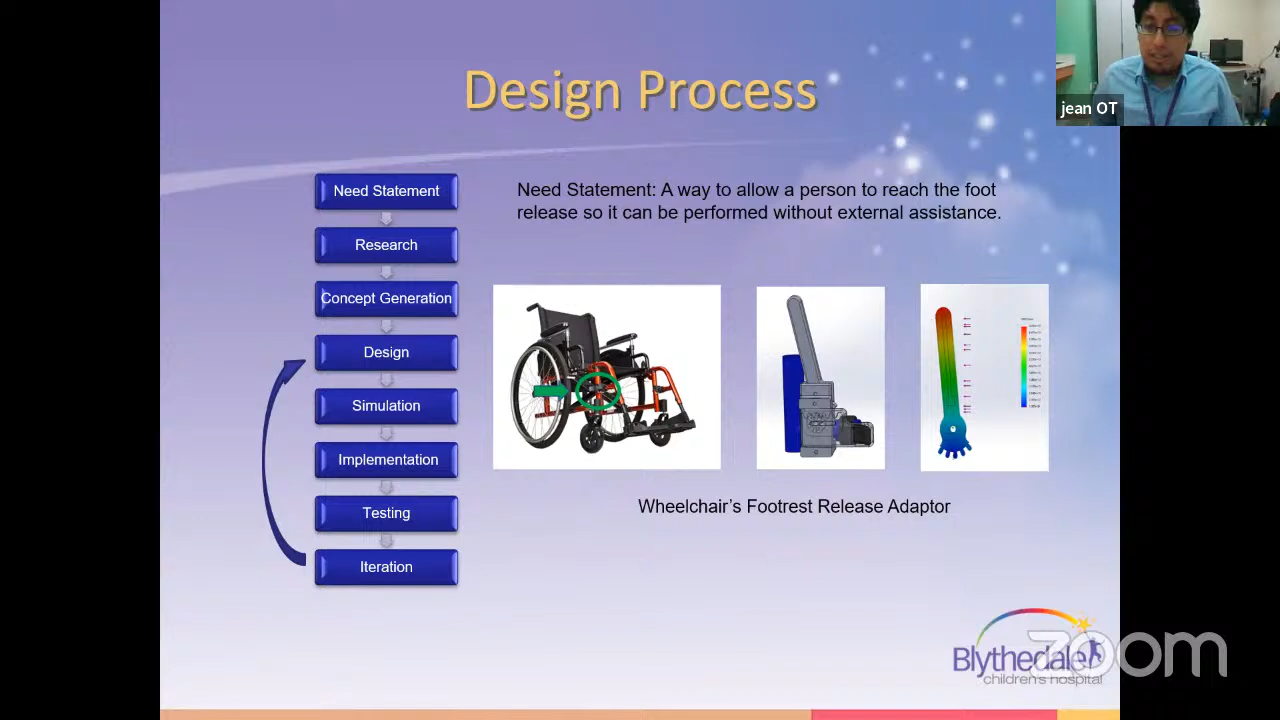 Design Process
jean OT
Need Statement
Research
Concept Generation
Design
Simulation
Implementation
Testing
Iteration
Need Statement: A way to allow a person to reach the foot
release so it can be performed without external assistance.
Wheelchair’s Footrest Release Adaptor
Blythedale
children's hospital
zoom